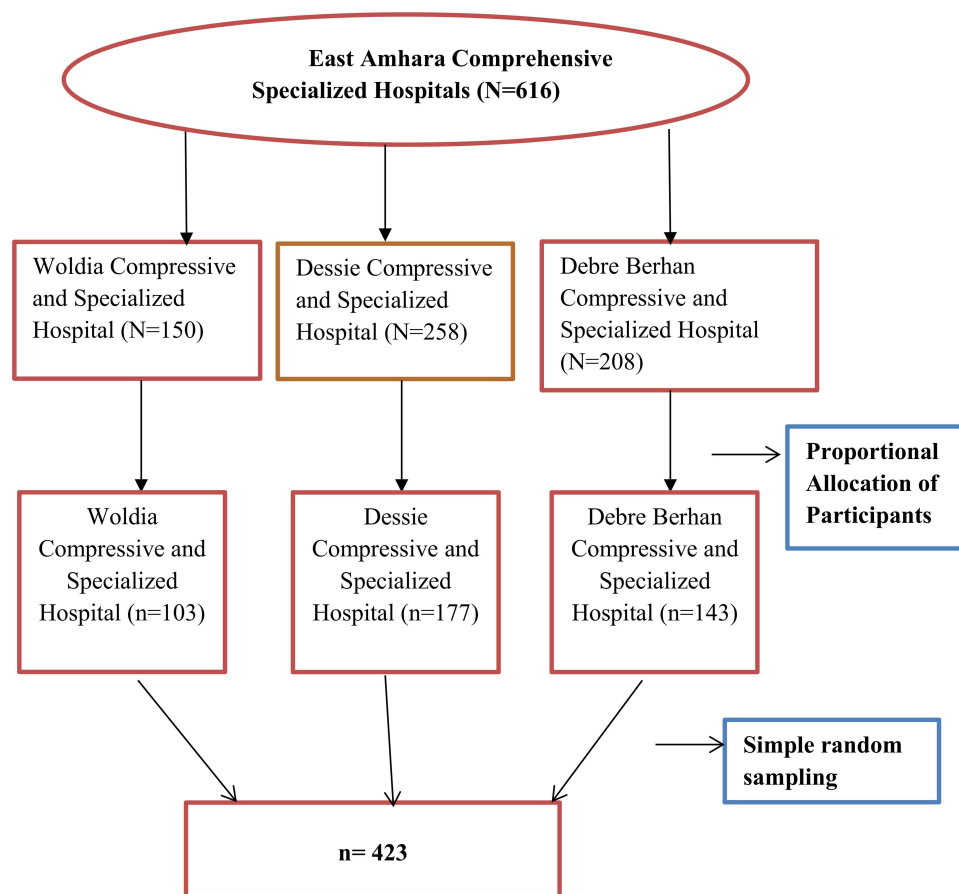 East Amhara Comprehensive
Specialized Hospitals (N=616)
Woldia Compressive
and Specialized
Hospital (N=150)
Dessie Compressive
and Specialized
Hospital (N=258)
Debre Berhan
Compressive and
Specialized Hospital
(N=208)
Proportional
Allocation of
Participants
Woldia
Compressive and
Specialized
Hospital (n=103)
Dessie
Compressive and
Specialized
Hospital (n=177)
Debre Berhan
Compressive and
Specialized
Hospital (n=143)
Simple random
sampling
n= 423